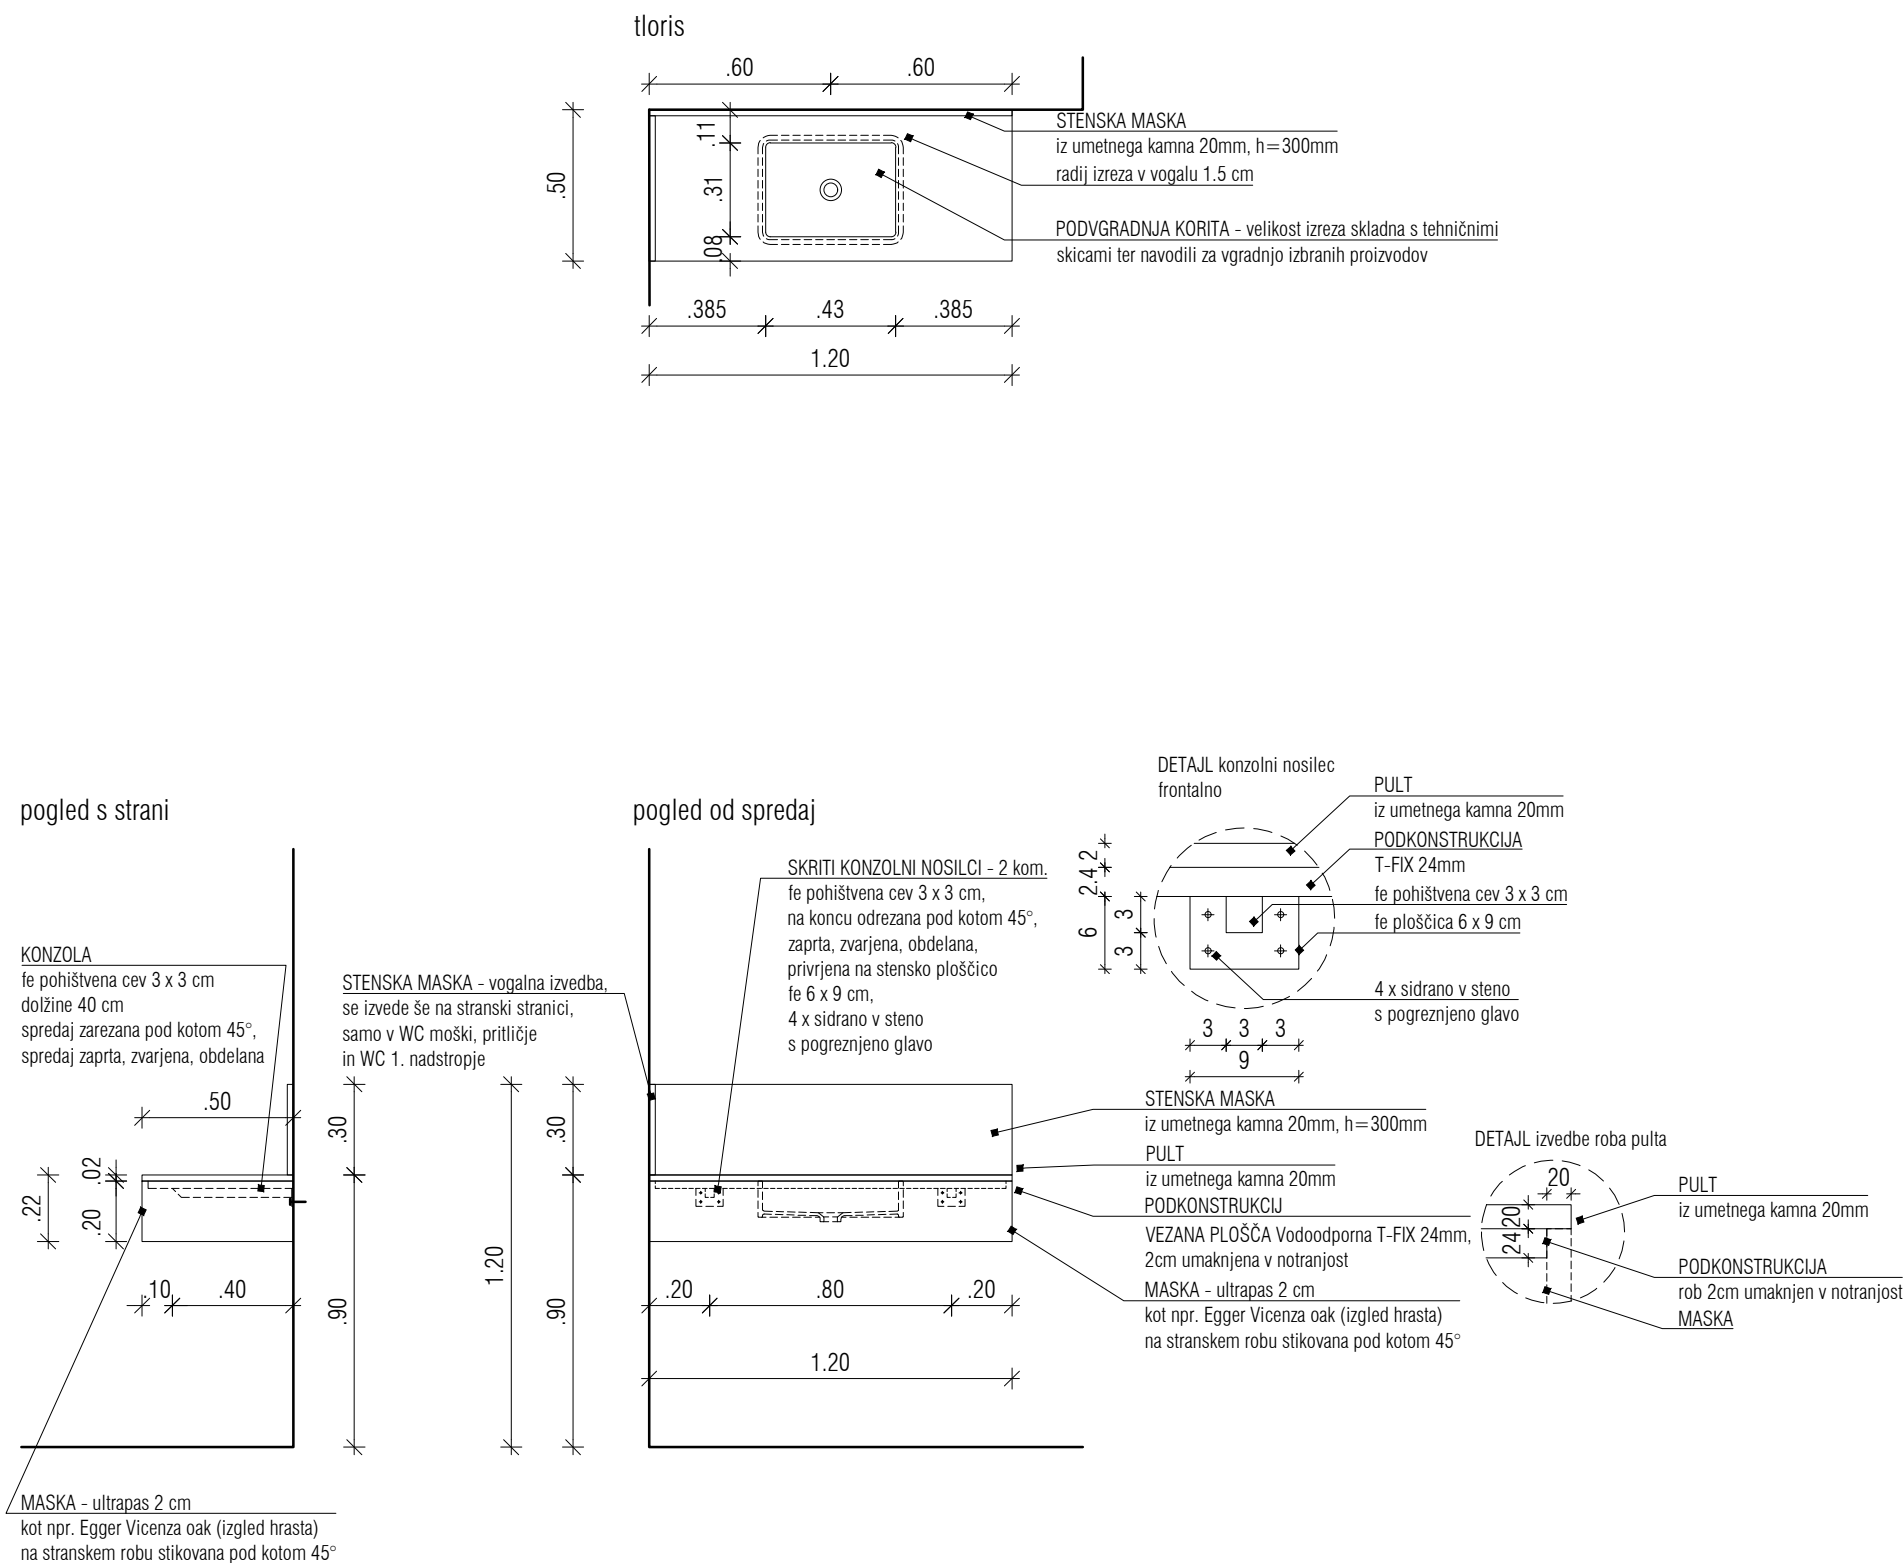 tloris
.60
.60
.50
.11
.31
.08
STENSKA MASKA
iz umetnega kamna 20mm, h=300mm
radij izreza v vogalu 1.5 cm
PODVGRADNJA KORITA - velikost izreza skladna s tehničnimi
skicami ter navodili za vgradnjo izbranih proizvodov
.385
.43
.385
1.20
pogled s strani
KONZOLA
fe pohištvena cev 3 x 3 cm
dolžine 40 cm
spredaj zarezana pod kotom 45°,
spredaj zaprta, zvarjena, obdelana
.50
.30
.02
.22
.20
.10
.40
.90
MASKA - ultrapas 2 cm
kot npr. Egger Vicenza oak (izgled hrasta)
na stranskem robu stikovana pod kotom 45°
pogled od spredaj
SKRITI KONZOLNI NOSILCI - 2 kom.
fe pohištvena cev 3 x 3 cm,
na koncu odrezana pod kotom 45°,
zaprta, zvarjena, obdelana,
privrjena na stensko ploščico
fe 6 x 9 cm,
4 x sidrano v steno
s pogreznjeno glavo
STENSKA MASKA - vogalna izvedba,
se izvede še na stranski stranici,
samo v WC moški, pritličje
in WC 1. nadstropje
1.20
.30
.90
.20
.80
.20
1.20
STENSKA MASKA
iz umetnega kamna 20mm, h=300mm
PULT
iz umetnega kamna 20mm
PODKONSTRUKCIJ
VEZANA PLOŠČA Vodoodporna T-FIX 24mm,
2cm umaknjena v notranjost
MASKA - ultrapas 2 cm
kot npr. Egger Vicenza oak (izgled hrasta)
na stranskem robu stikovana pod kotom 45°
DETAJL konzolni nosilec
frontalno
PULT
iz umetnega kamna 20mm
PODKONSTRUKCIJA
T-FIX 24mm
fe pohištvena cev 3 x 3 cm
fe ploščica 6 x 9 cm
4 x sidrano v steno
s pogreznjeno glavo
2
2.4
6
3
3
3
3
3
9
DETAJL izvedbe roba pulta
20
20
24
PULT
iz umetnega kamna 20mm
PODKONSTRUKCIJA
rob 2cm umaknjen v notranjost
MASKA